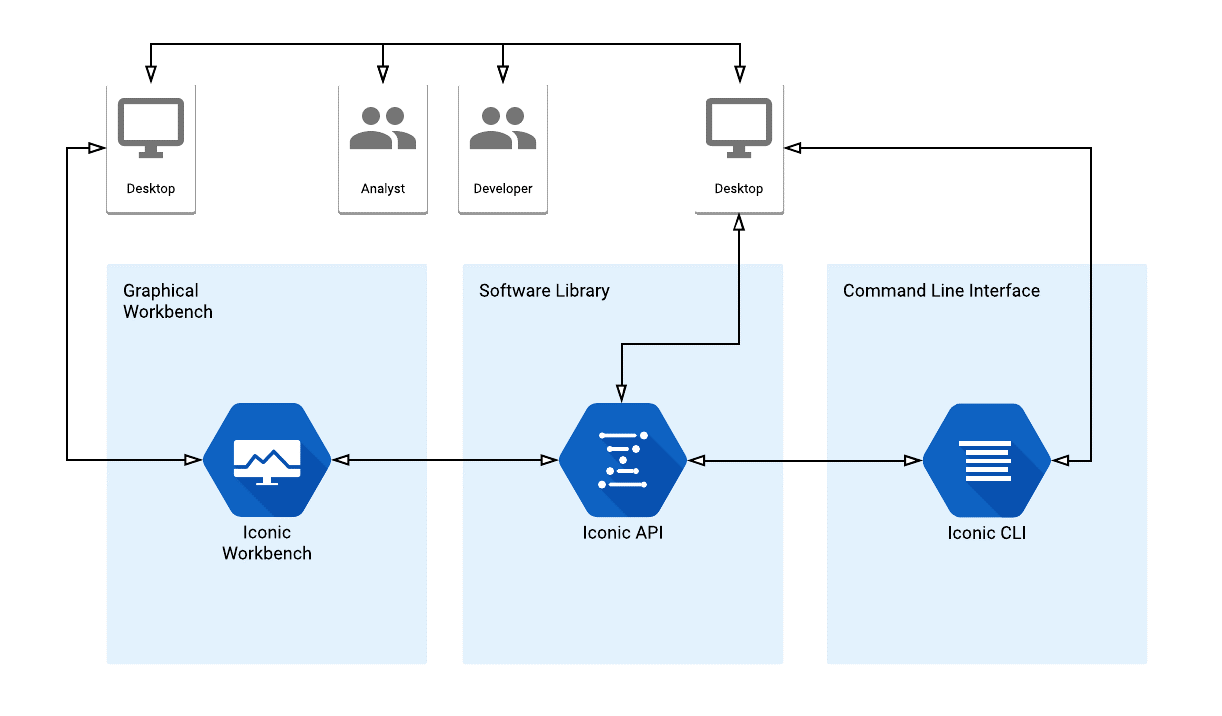 Desktop
Analyst
Developer
Desktop
Graphical
Workbench
Software Library
Command Line Interface
Iconic
Workbench
Iconic API
Iconic CLI